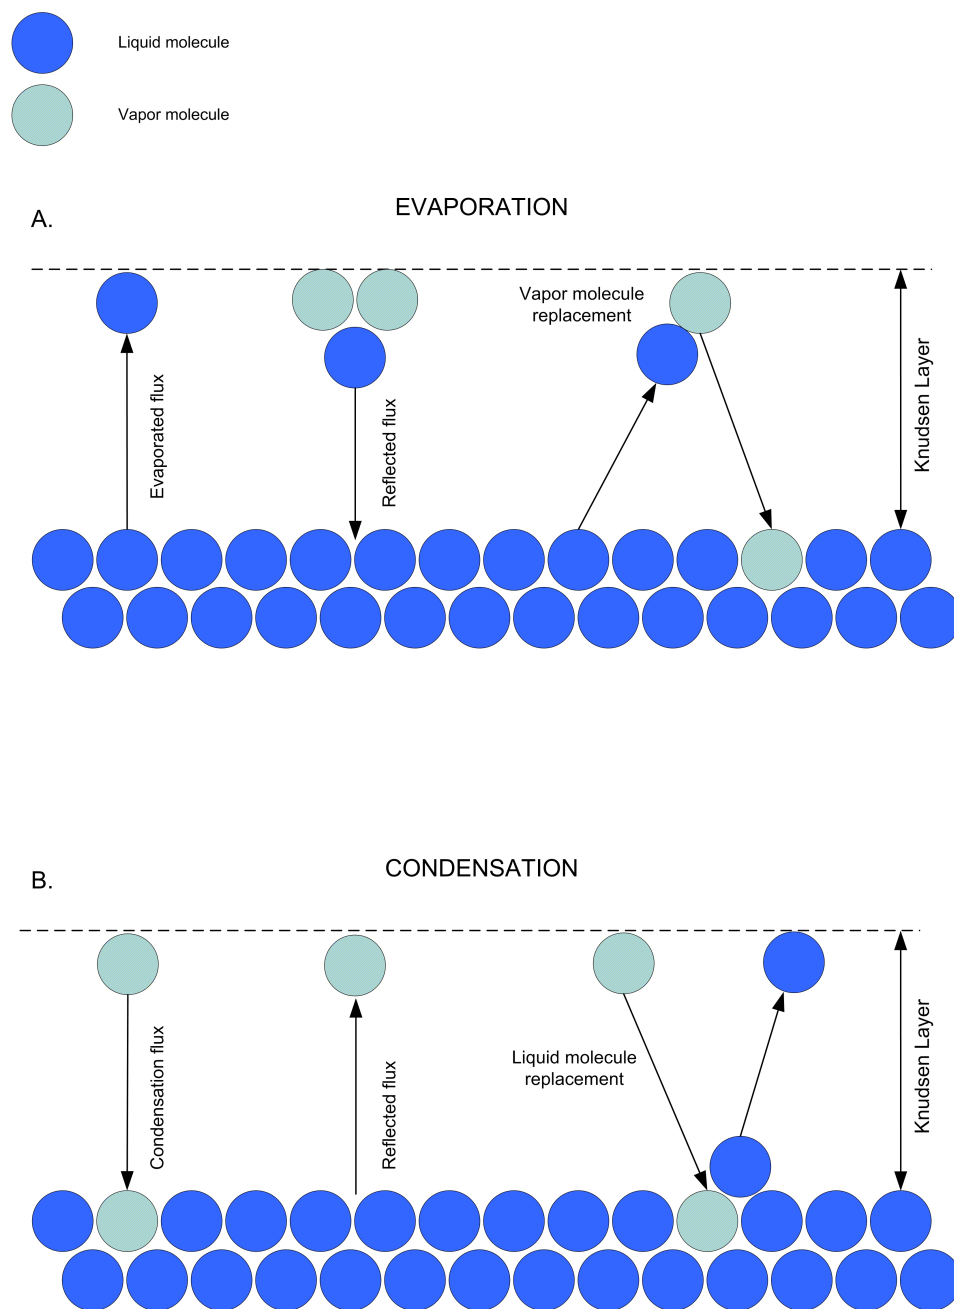 Liquid molecule
Vapor molecule
A.
EVAPORATION
Vapor molecule
replacement
Evaporated flux
Reflected flux
Knudsen Layer
B.
CONDENSATION
Condensation flux
Reflected flux
Liquid molecule
replacement
Knudsen Layer